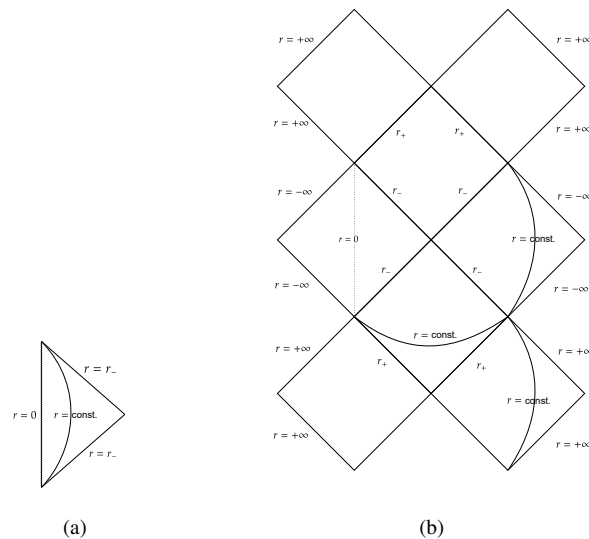 r = +∞
r = +∞
r = +∞
r₊
r₊
r = +∞
r = −∞
r₋
r₋
r = −∞
r = 0
r = const.
r = −∞
r₋
r₋
r = −∞
r = const.
r = +∞
r₊
r₊
r = +∞
r = const.
r = +∞
r = +∞
r = r₋
r = 0
r = const.
r = r₋
(a)
(b)